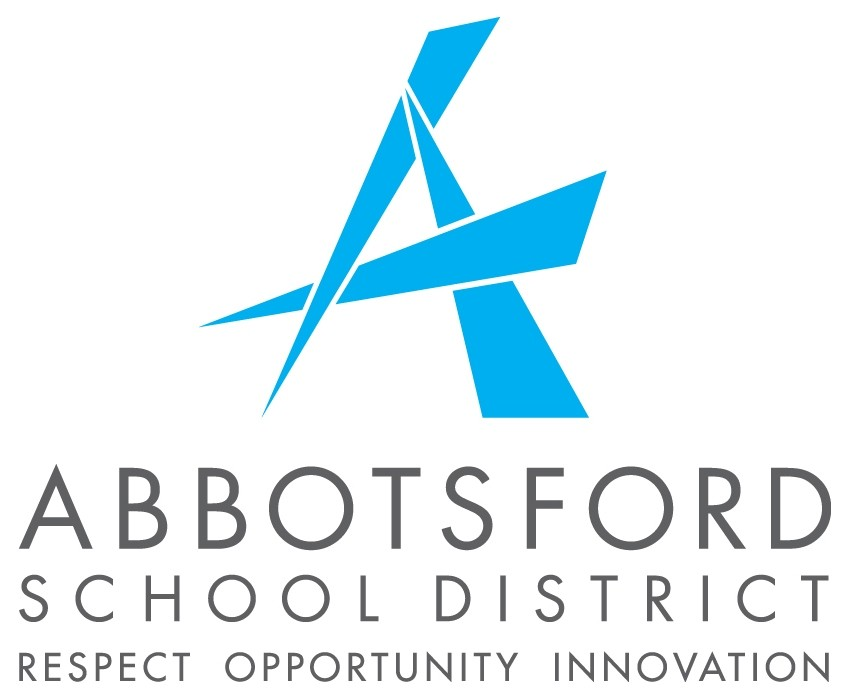 ABBOTSFORD
SCHOOL DISTRICT
RESPECT OPPORTUNITY INNOVATION